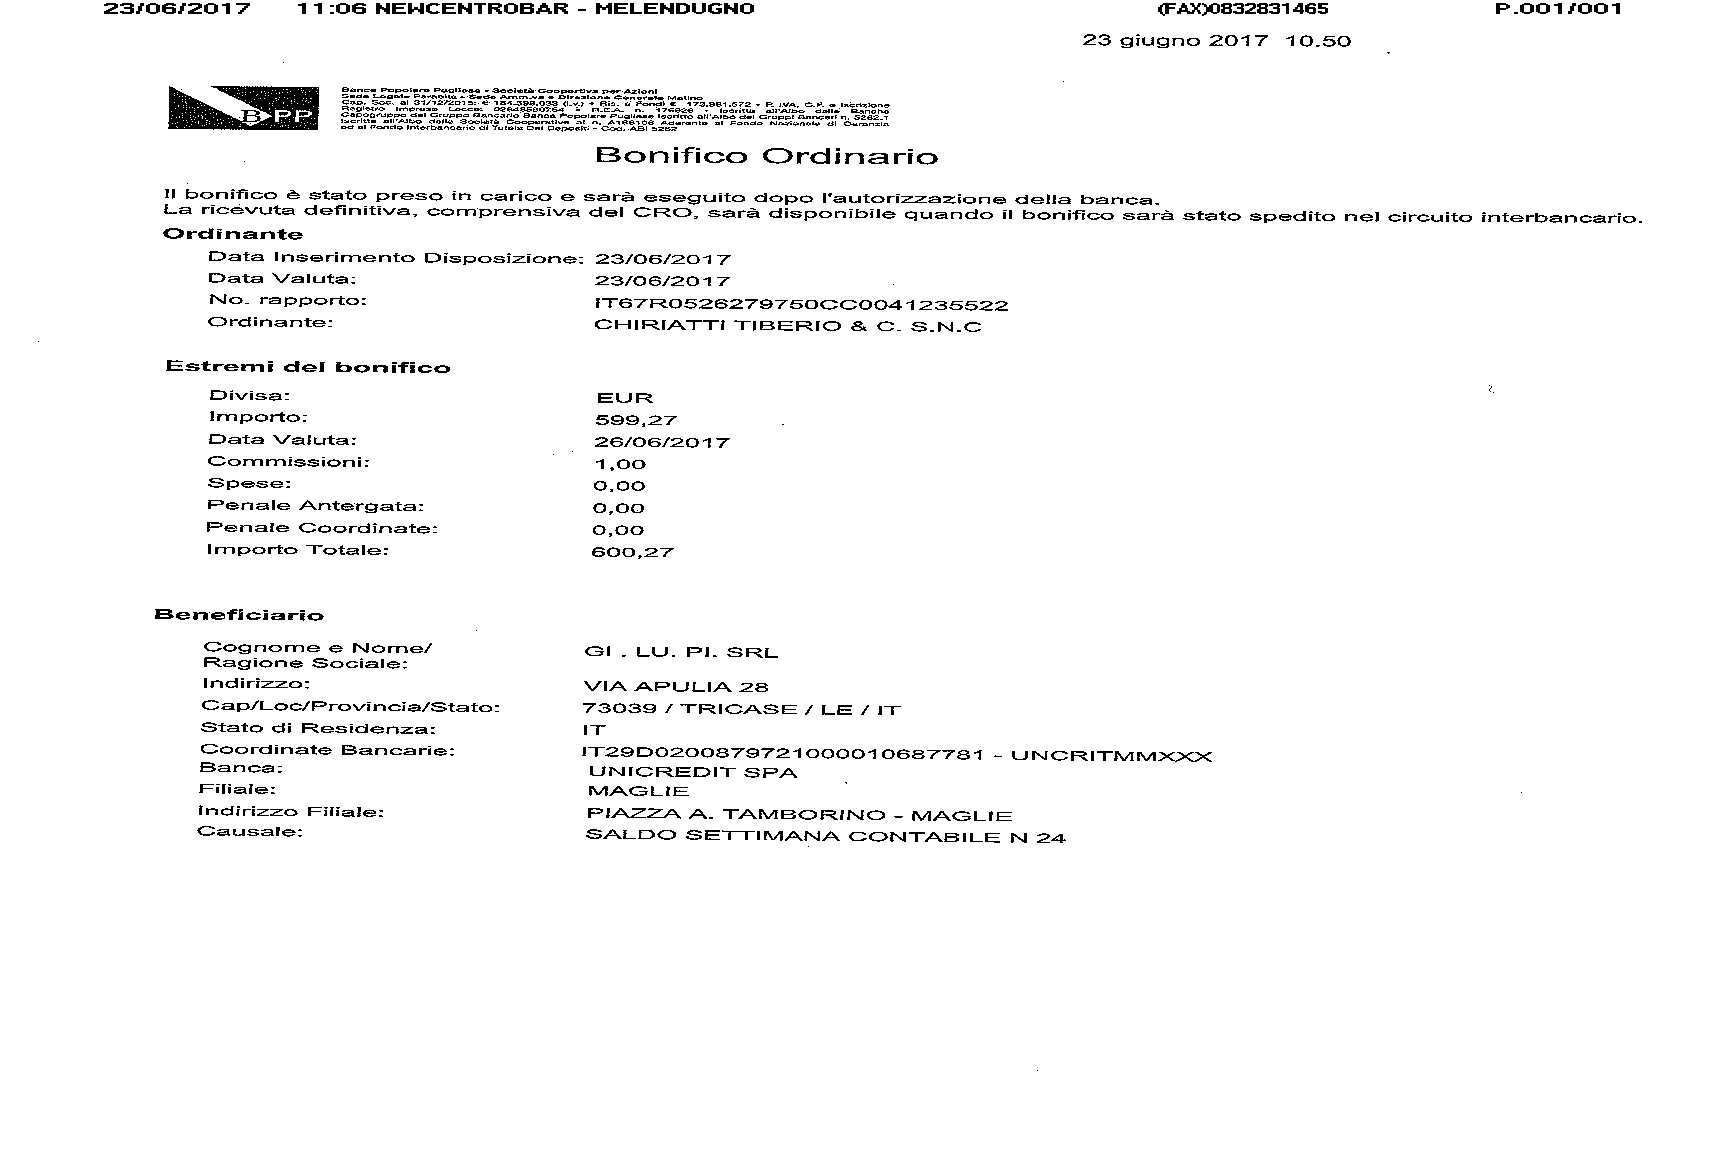 23/06/2017 11:06 NEWCENTROBAR - MELENDUGNO (FAX)0832831465 P.001/001
23 giugno 2017 10.50
BPP
Banca Popolare Pugliese - Società Cooperativa per Azioni
Sede Legale Parabita - Sede Amm.va e Direzione Generale Matino
Cap. Soc. al 31/12/2015: € 184.399.033 (i.v.) + Ris. e Fondi € 173.981.572 - P. IVA, C.F. e Iscrizione
Registro Imprese Lecce: - R.E.A. n. 176926 - Iscritta all'Albo delle Banche
Capogruppo del Gruppo Bancario Banca Popolare Pugliese iscritto all'Albo dei Gruppi Bancari n. 5262.1
Iscritta all'Albo delle Società Cooperative al n. A166106 Aderente al Fondo Nazionale di Garanzia
ed al Fondo Interbancario di Tutela Dei Depositi - Cod. ABI 5262
Bonifico Ordinario
Il bonifico è stato preso in carico e sarà eseguito dopo l'autorizzazione della banca.
La ricevuta definitiva, comprensiva del CRO, sarà disponibile quando il bonifico sarà stato spedito nel circuito interbancario.
Ordinante
Data Inserimento Disposizione: 23/06/2017
Data Valuta: 23/06/2017
No. rapporto: IT67R0526279750CC0041235522
Ordinante: CHIRIATTI TIBERIO & C. S.N.C
Estremi del bonifico
Divisa: EUR
Importo: 599,27
Data Valuta: 26/06/2017
Commissioni: 1,00
Spese: 0,00
Penale Antergata: 0,00
Penale Coordinate: 0,00
Importo Totale: 600,27
Beneficiario
Cognome e Nome/
Ragione Sociale: GI . LU. PI. SRL
Indirizzo: VIA APULIA 28
Cap/Loc/Provincia/Stato: 73039 / TRICASE / LE / IT
Stato di Residenza: IT
Coordinate Bancarie: IT29D0200879721000010687781 - UNCRITMMXXX
Banca: UNICREDIT SPA
Filiale: MAGLIE
Indirizzo Filiale: PIAZZA A. TAMBORINO - MAGLIE
Causale: SALDO SETTIMANA CONTABILE N 24